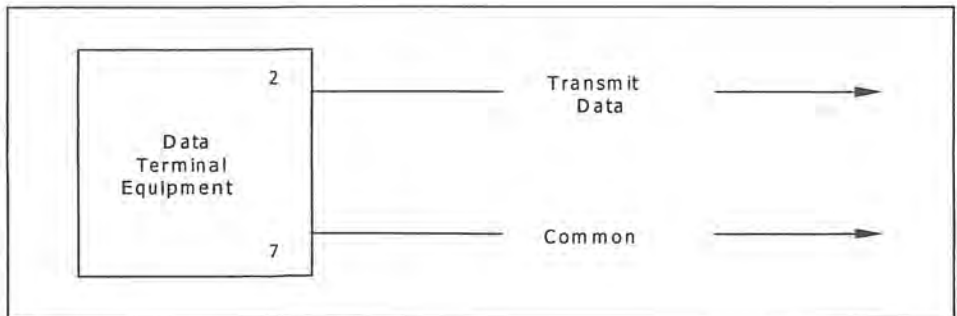 2
Transmit
Data
Data
Terminal
Equipment
7
Common